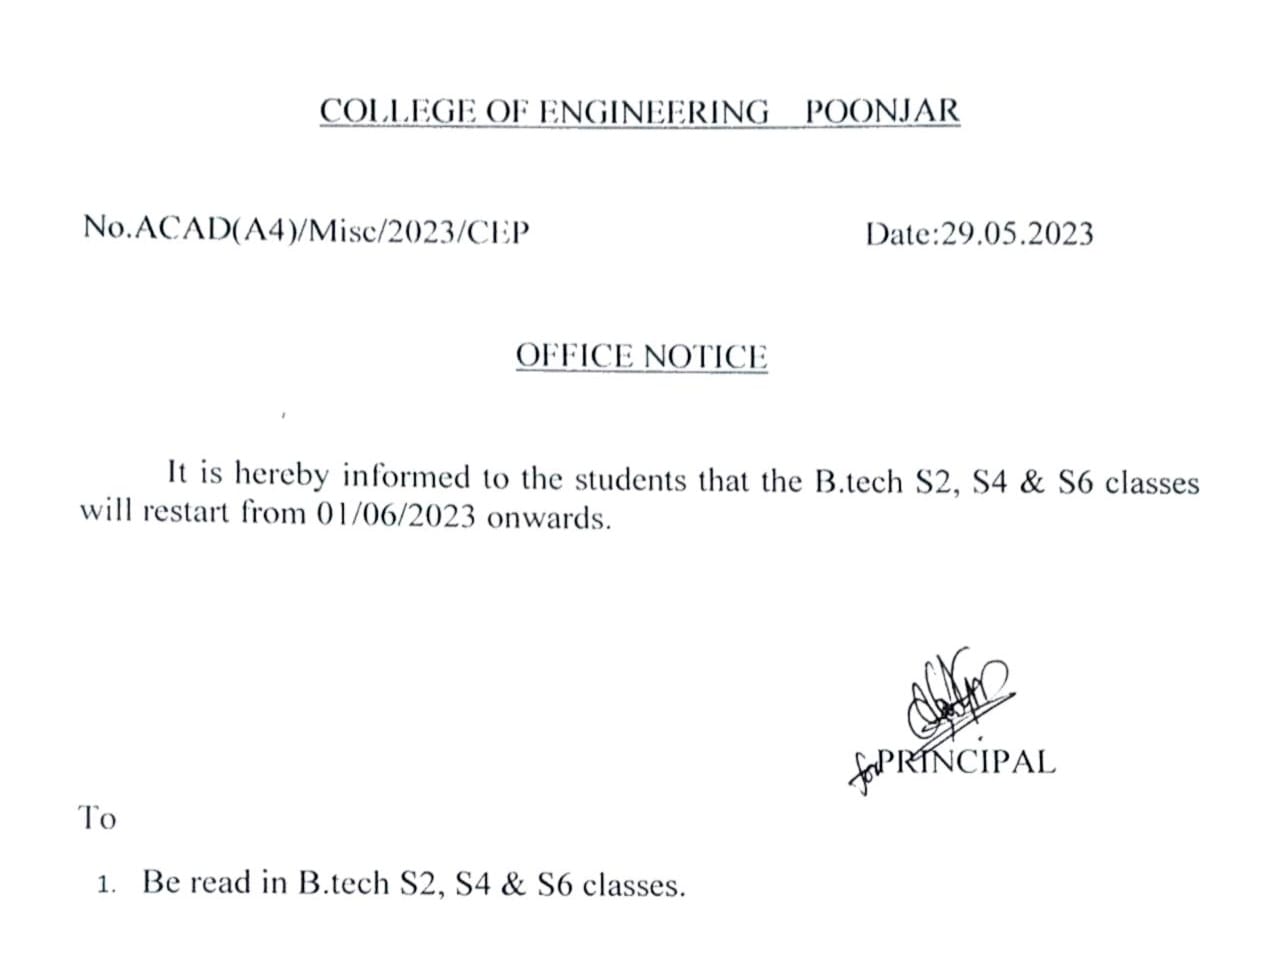 COLLEGE OF ENGINEERING POONJAR
No.ACAD(A4)/Misc/2023/CEP Date:29.05.2023
OFFICE NOTICE
It is hereby informed to the students that the B.tech S2, S4 & S6 classes
will restart from 01/06/2023 onwards.
for PRINCIPAL
To
1. Be read in B.tech S2, S4 & S6 classes.